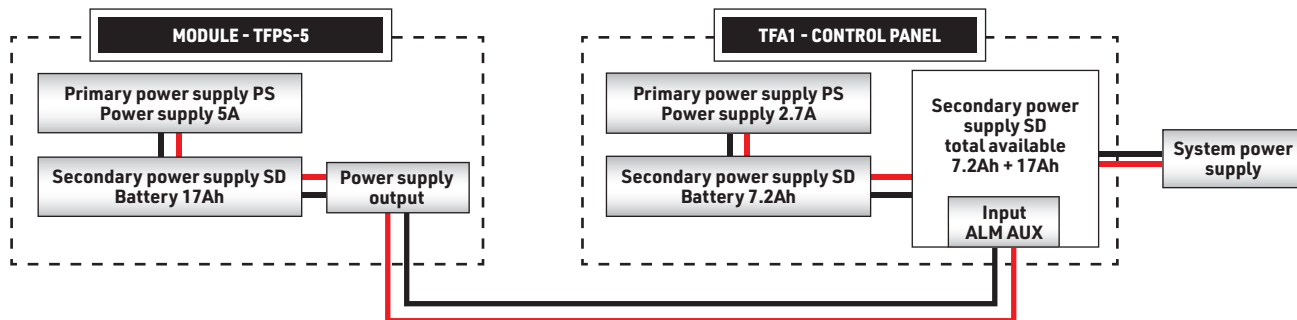 MODULE - TFPS-5
Primary power supply PS
Power supply 5A
Secondary power supply SD
Battery 17Ah
Power supply
output
TFA1 - CONTROL PANEL
Primary power supply PS
Power supply 2.7A
Secondary power supply SD
Battery 7.2Ah
Secondary power
supply SD
total available
7.2Ah + 17Ah
Input
ALM AUX
System power
supply